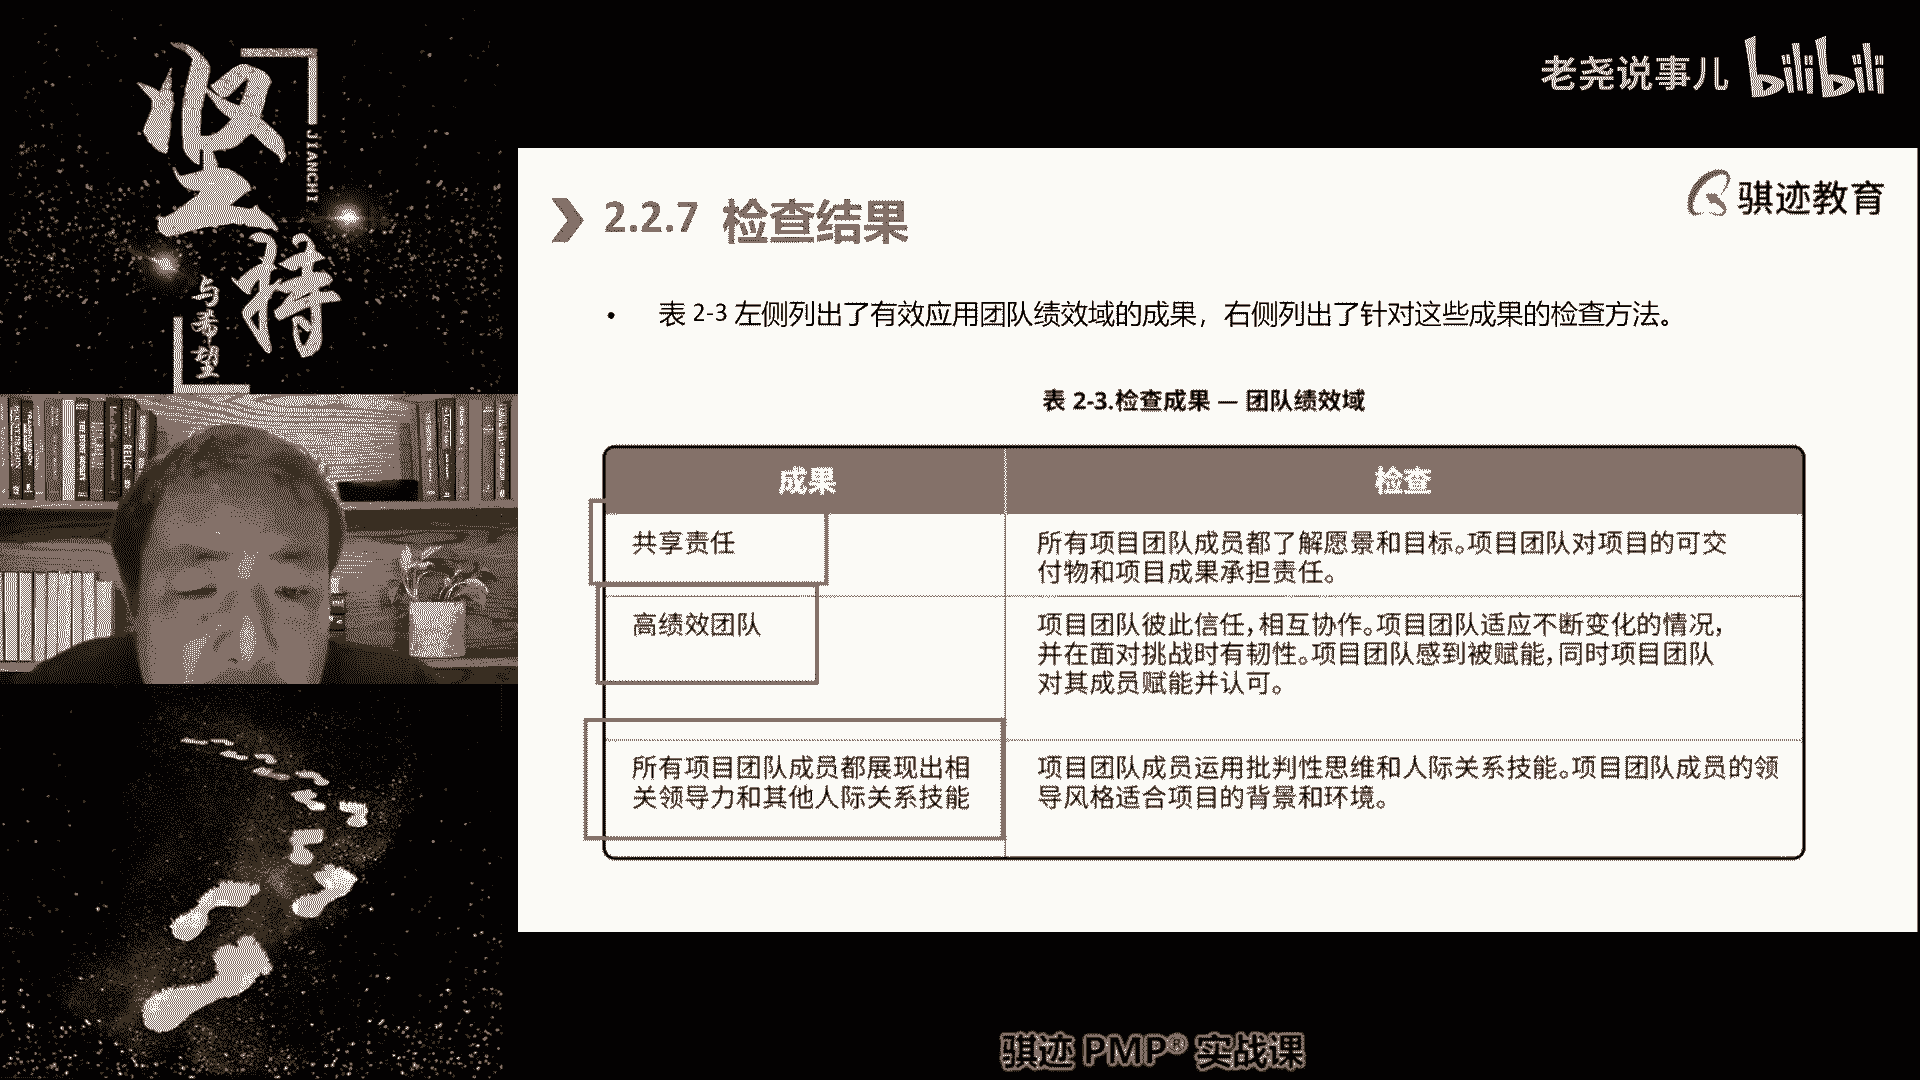 坚持
JIANCHI
与希望
老尧说事儿 bilibili
骐迹教育
2.2.7 检查结果
• 表 2-3 左侧列出了有效应用团队绩效域的成果，右侧列出了针对这些成果的检查方法。
表 2-3.检查成果 — 团队绩效域
成果
检查
共享责任
所有项目团队成员都了解愿景和目标。项目团队对项目的可交
付物和项目成果承担责任。
高绩效团队
项目团队彼此信任，相互协作。项目团队适应不断变化的情况，
并在面对挑战时有韧性。项目团队感到被赋能，同时项目团队
对其成员赋能并认可。
所有项目团队成员都展现出相
关领导力和其他人际关系技能
项目团队成员运用批判性思维和人际关系技能。项目团队成员的领
导风格适合项目的背景和环境。
骐迹 PMP® 实战课